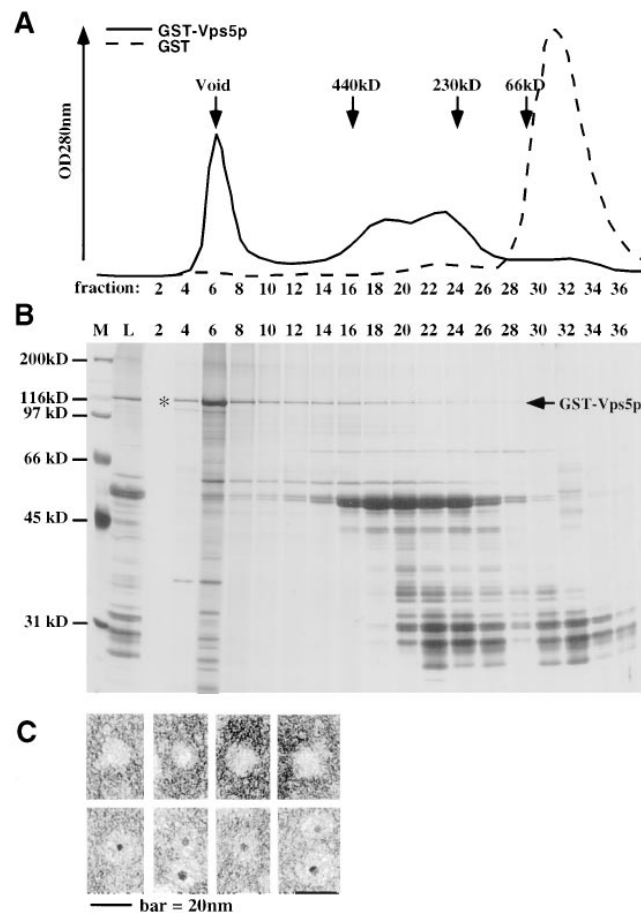 A
GST-Vps5p
GST
Void 440kD 230kD 66kD
OD280nm
fraction: 2 4 6 8 10 12 14 16 18 20 22 24 26 28 30 32 34 36
B
M L 2 4 6 8 10 12 14 16 18 20 22 24 26 28 30 32 34 36
200kD
116kD
* GST-Vps5p
97 kD
66 kD
45 kD
31 kD
C
bar = 20nm